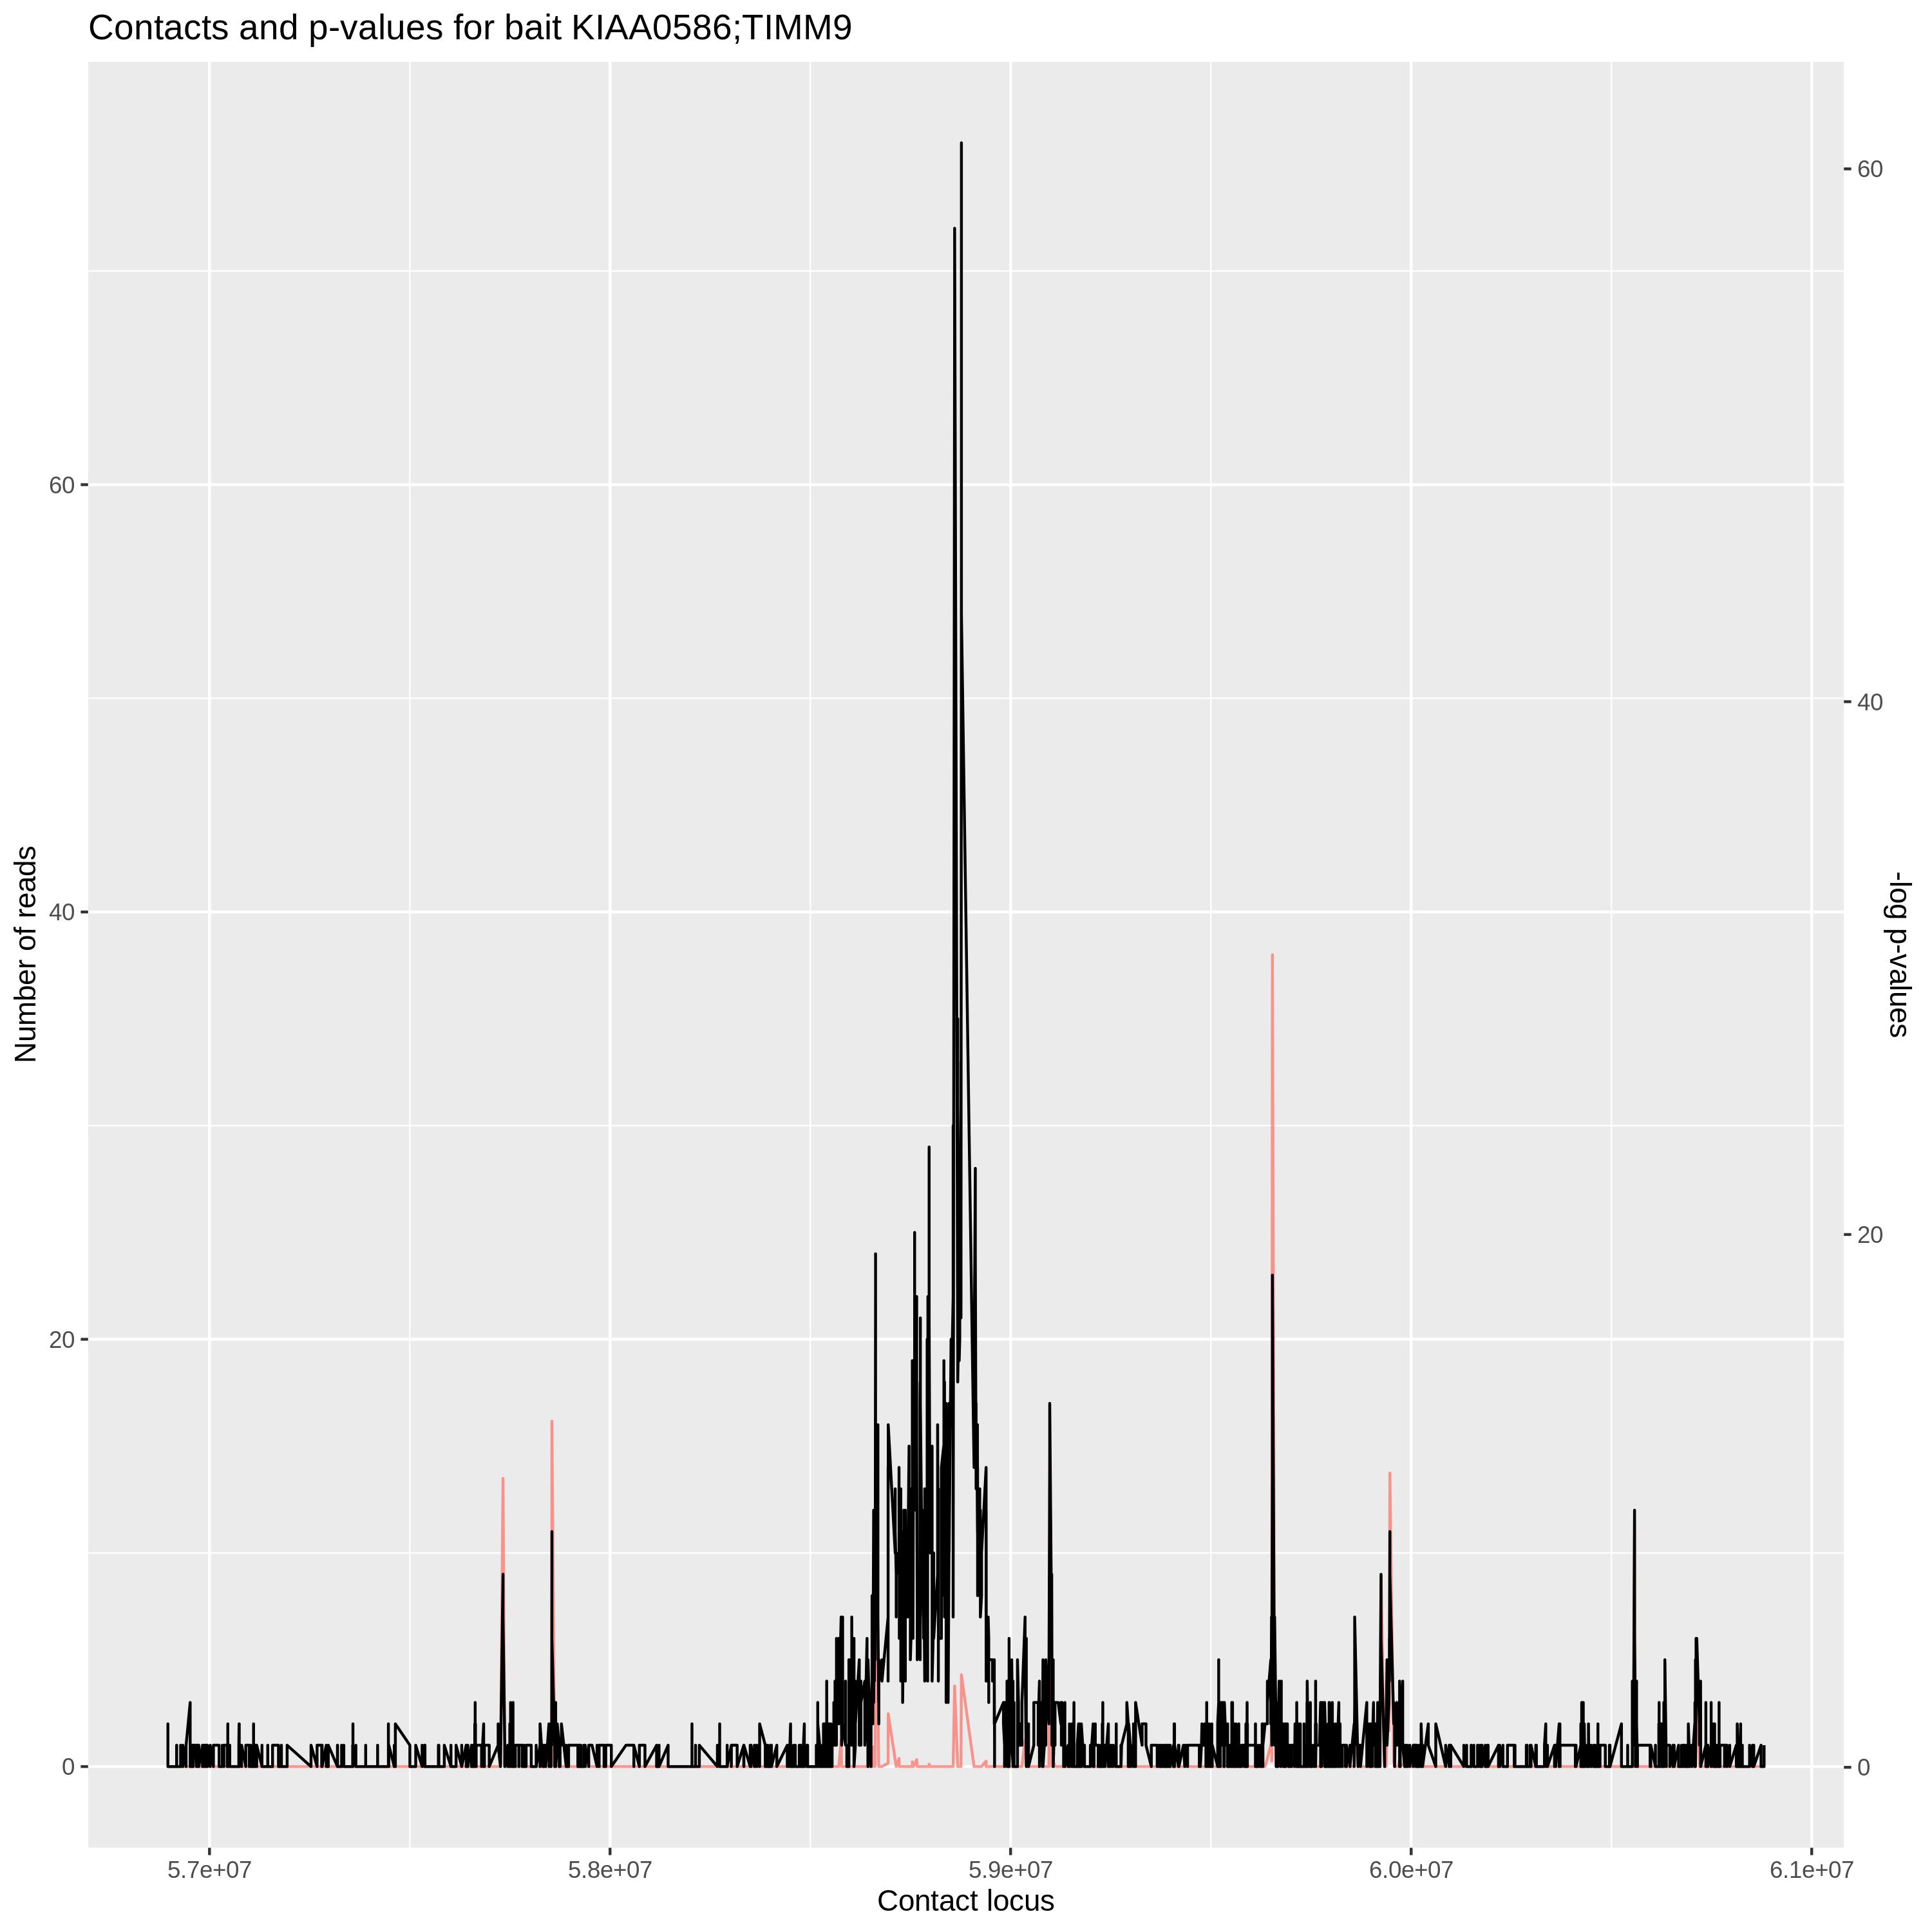 Contacts and p-values for bait KIAA0586;TIMM9
60
40
20
0
Number of reads
60
40
20
0
-log p-values
5.7e+07 5.8e+07 5.9e+07 6.0e+07 6.1e+07
Contact locus